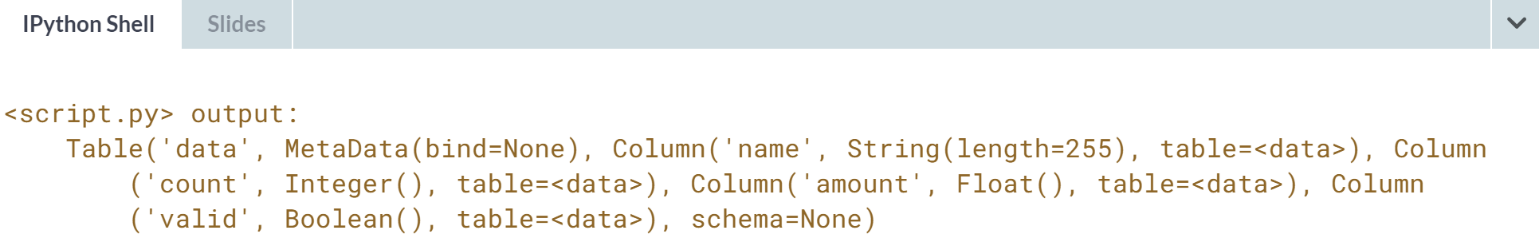 IPython Shell Slides
<script.py> output:
Table('data', MetaData(bind=None), Column('name', String(length=255), table=<data>), Column
('count', Integer(), table=<data>), Column('amount', Float(), table=<data>), Column
('valid', Boolean(), table=<data>), schema=None)